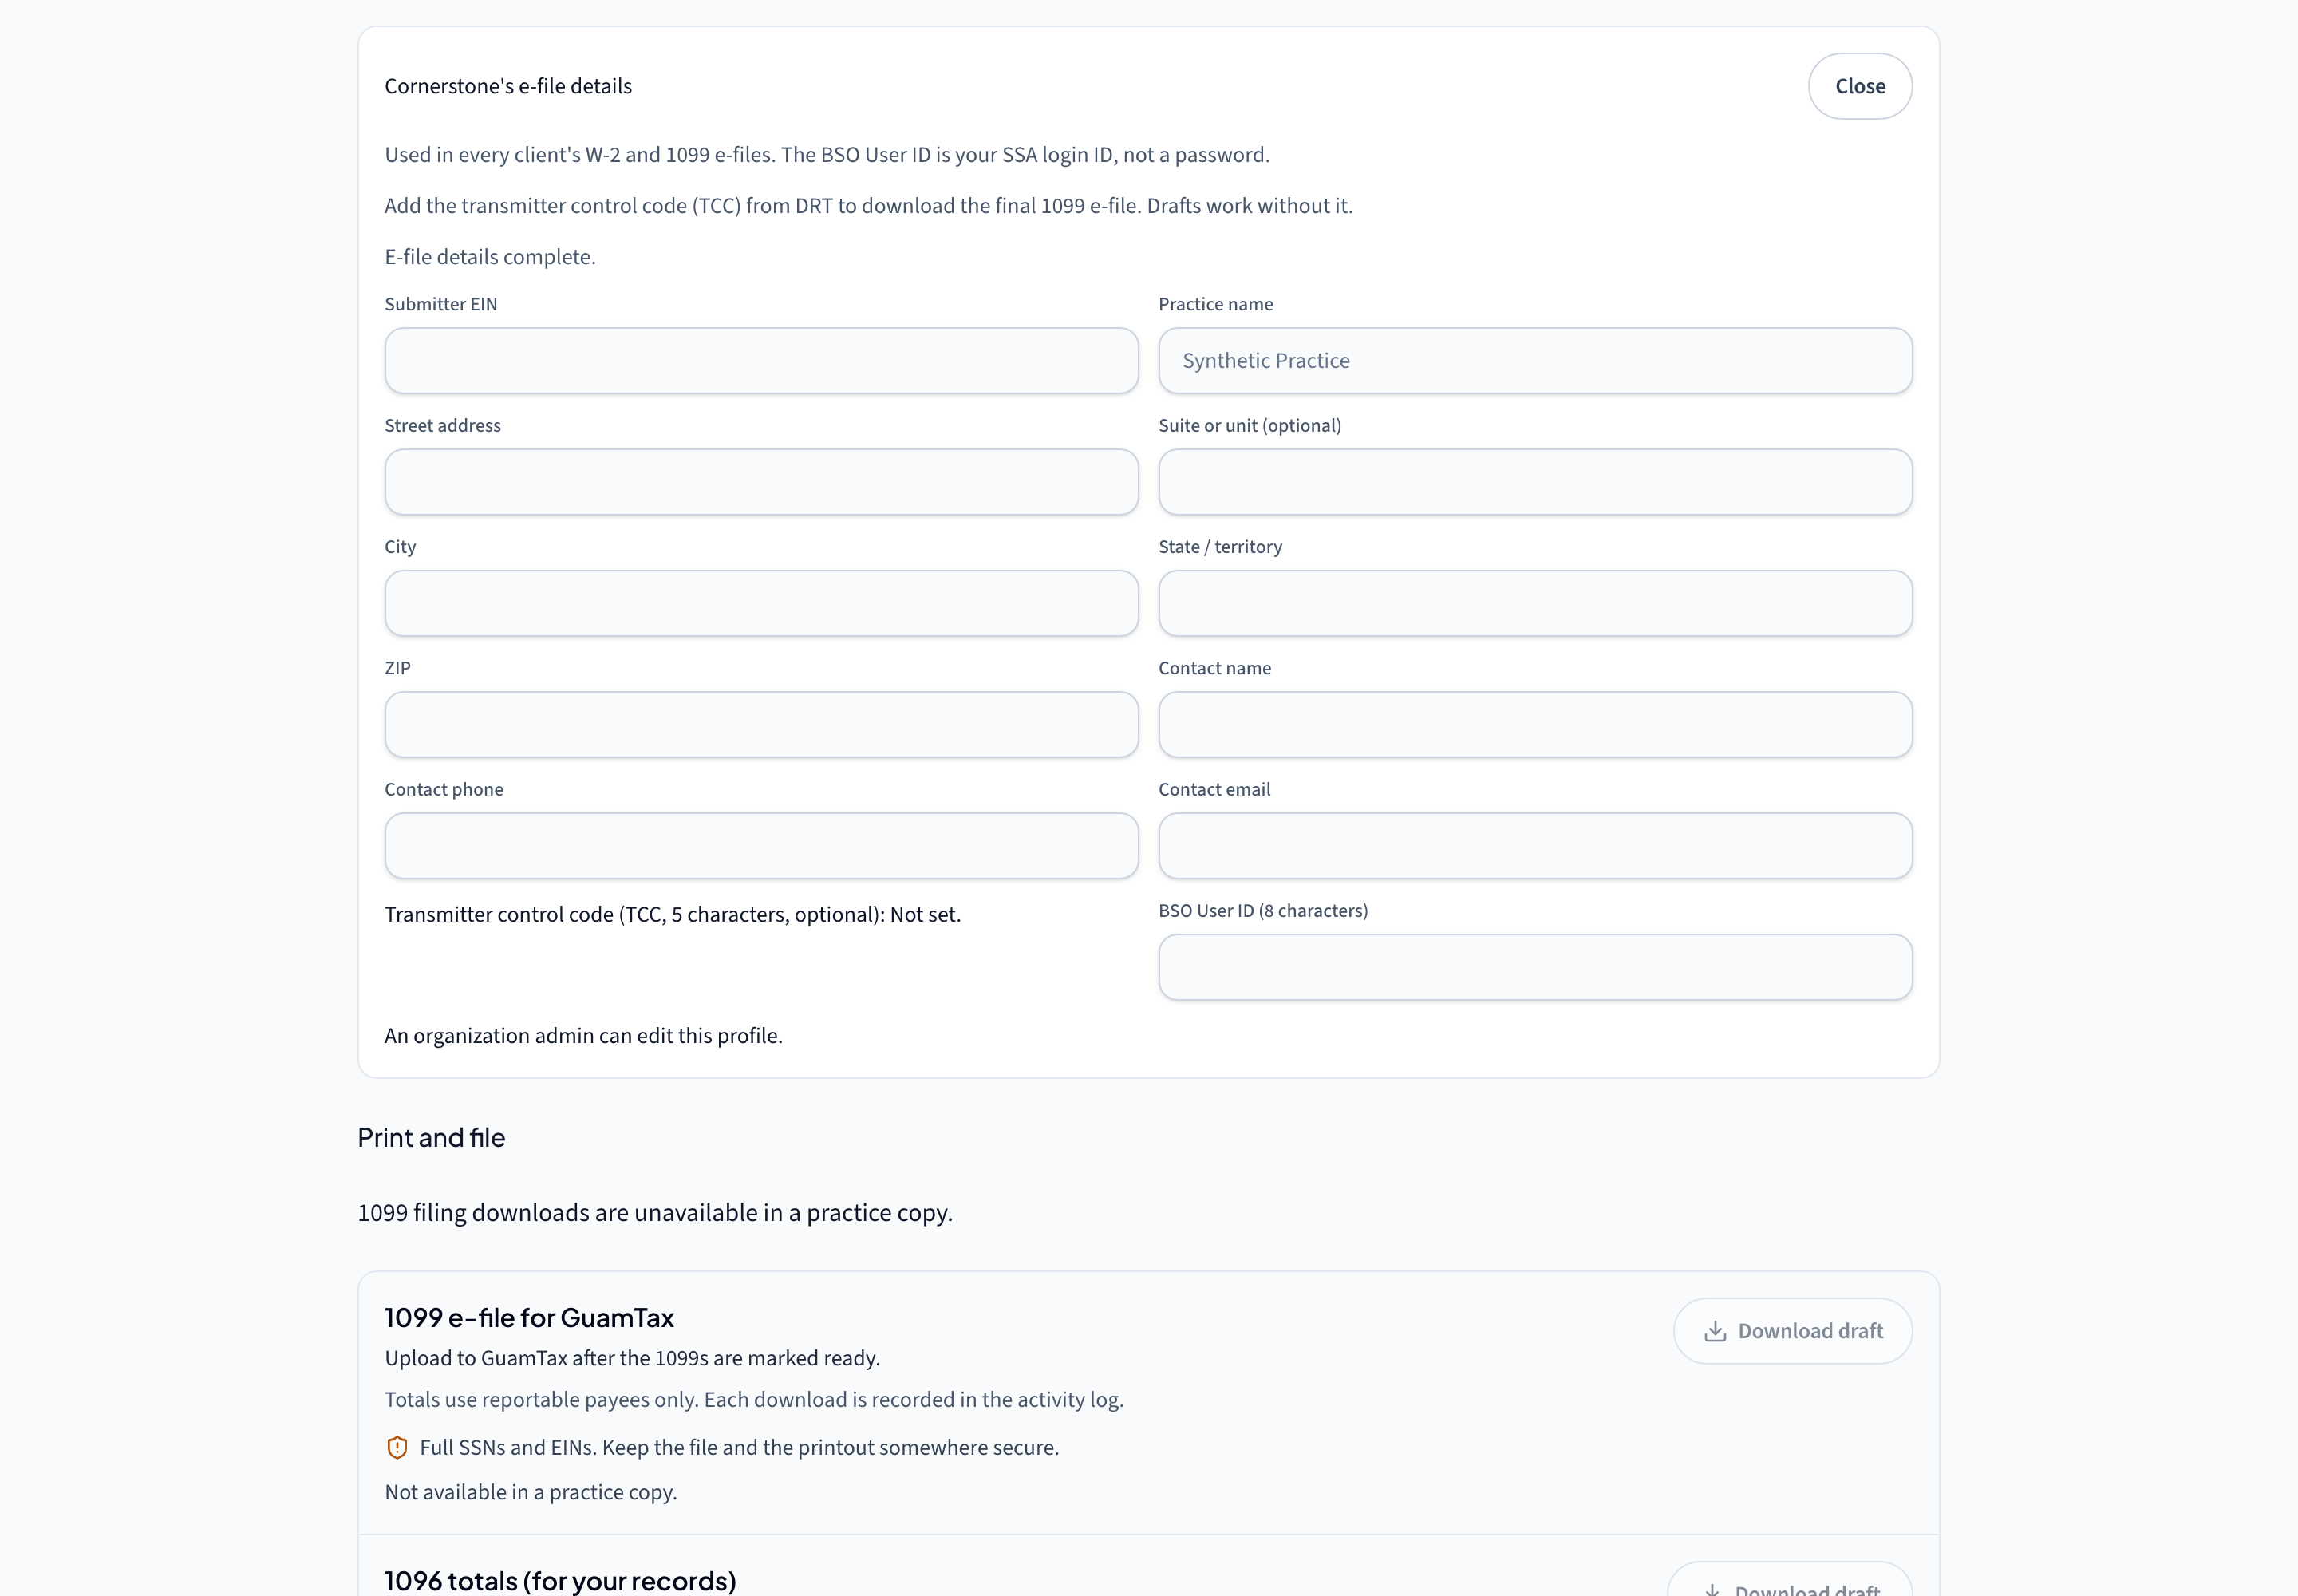 Cornerstone's e-file details
Close
Used in every client's W-2 and 1099 e-files. The BSO User ID is your SSA login ID, not a password.
Add the transmitter control code (TCC) from DRT to download the final 1099 e-file. Drafts work without it.
E-file details complete.
Submitter EIN
Practice name
Synthetic Practice
Street address
Suite or unit (optional)
City
State / territory
ZIP
Contact name
Contact phone
Contact email
Transmitter control code (TCC, 5 characters, optional): Not set.
BSO User ID (8 characters)
An organization admin can edit this profile.
Print and file
1099 filing downloads are unavailable in a practice copy.
1099 e-file for GuamTax
Download draft
Upload to GuamTax after the 1099s are marked ready.
Totals use reportable payees only. Each download is recorded in the activity log.
Full SSNs and EINs. Keep the file and the printout somewhere secure.
Not available in a practice copy.
1096 totals (for your records)
Download draft